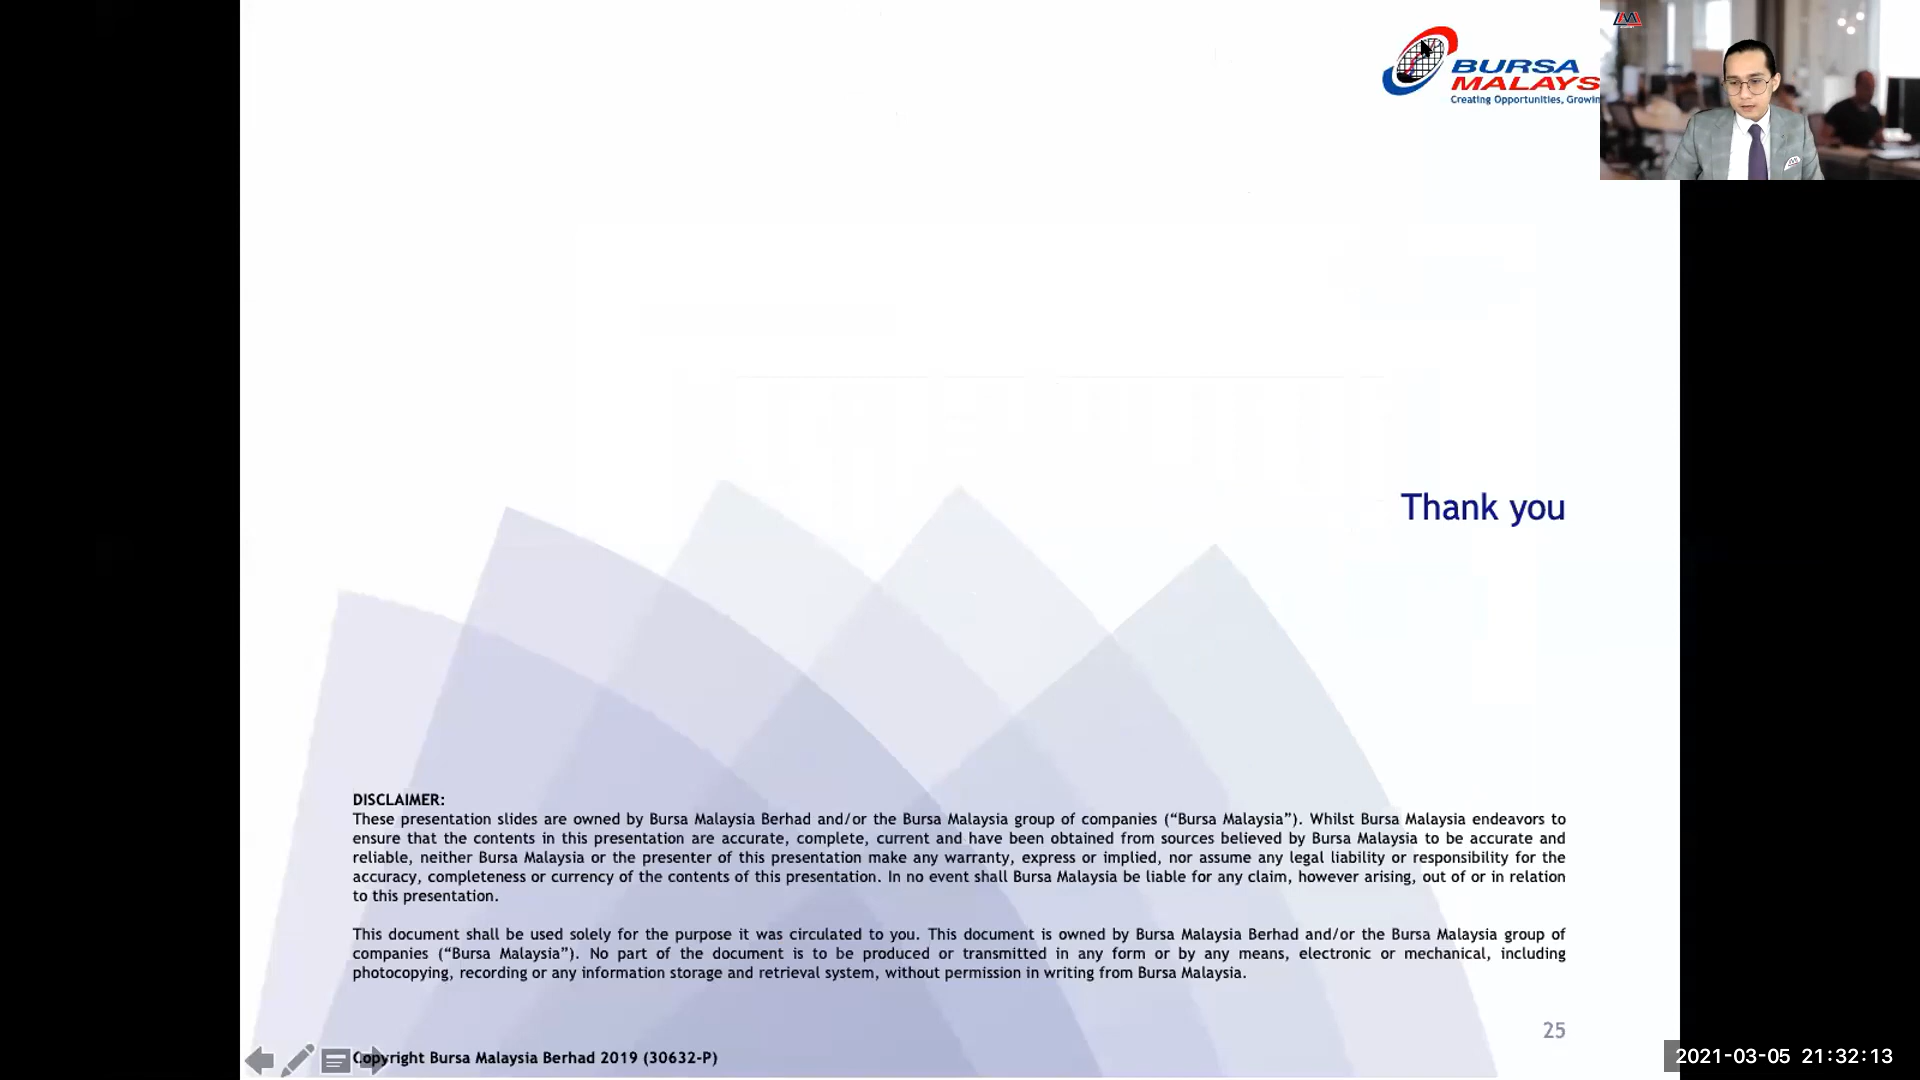 BURSA
MALAYS
Creating Opportunities, Growin
Thank you
DISCLAIMER:
These presentation slides are owned by Bursa Malaysia Berhad and/or the Bursa Malaysia group of companies (“Bursa Malaysia”). Whilst Bursa Malaysia endeavors to
ensure that the contents in this presentation are accurate, complete, current and have been obtained from sources believed by Bursa Malaysia to be accurate and
reliable, neither Bursa Malaysia or the presenter of this presentation make any warranty, express or implied, nor assume any legal liability or responsibility for the
accuracy, completeness or currency of the contents of this presentation. In no event shall Bursa Malaysia be liable for any claim, however arising, out of or in relation
to this presentation.
This document shall be used solely for the purpose it was circulated to you. This document is owned by Bursa Malaysia Berhad and/or the Bursa Malaysia group of
companies (“Bursa Malaysia”). No part of the document is to be produced or transmitted in any form or by any means, electronic or mechanical, including
photocopying, recording or any information storage and retrieval system, without permission in writing from Bursa Malaysia.
25
Copyright Bursa Malaysia Berhad 2019 (30632-P)
2021-03-05 21:32:13